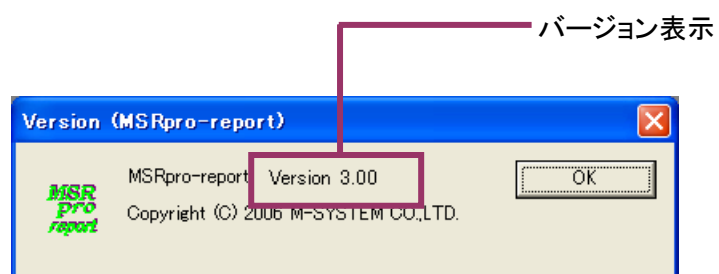 バージョン表示
Version (MSRpro-report)
MSRpro-report Version 3.00
OK
MSR
pro
report
Copyright (C) 2006 M-SYSTEM CO.,LTD.